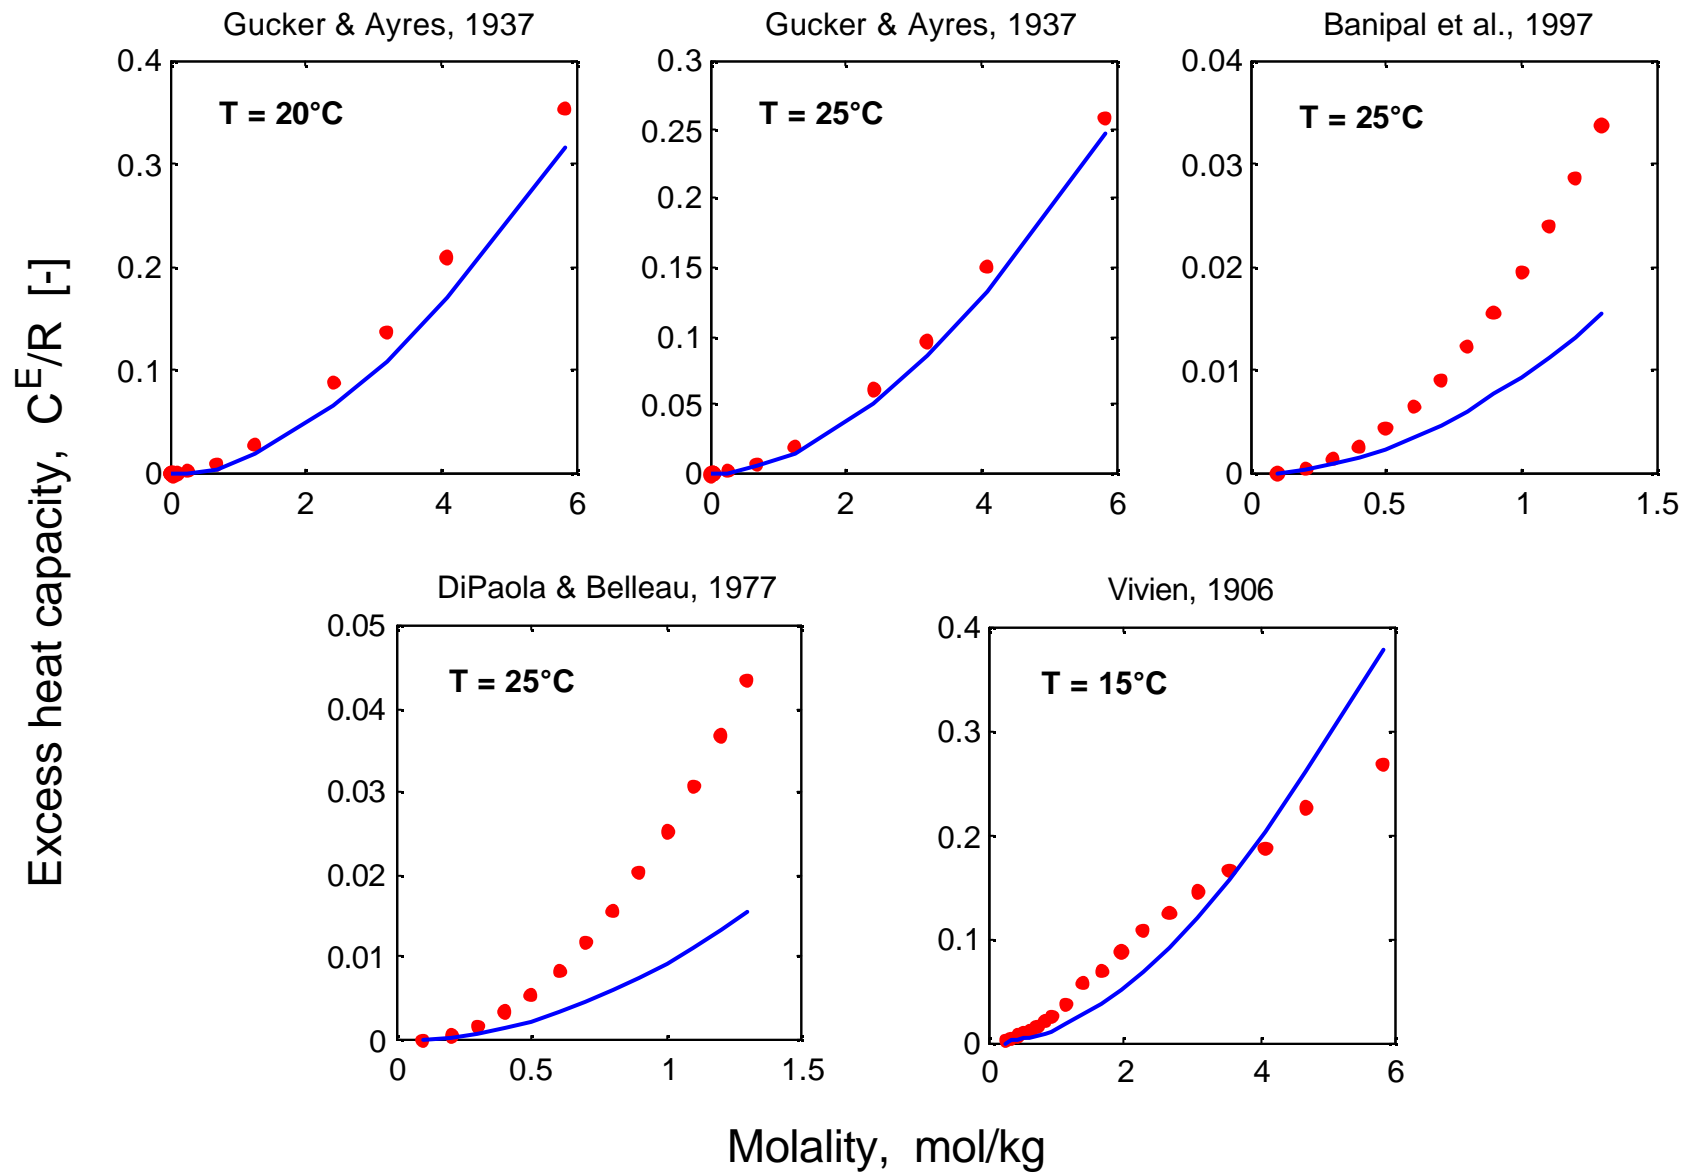 Gucker & Ayres, 1937
0.4
0.3
0.2
0.1
0
T = 20°C
0 2 4 6
Gucker & Ayres, 1937
0.3
0.25
0.2
0.15
0.1
0.05
0
T = 25°C
0 2 4 6
Banipal et al., 1997
0.04
0.03
0.02
0.01
0
T = 25°C
0 0.5 1 1.5
Excess heat capacity, C^E/R [-]
DiPaola & Belleau, 1977
0.05
0.04
0.03
0.02
0.01
0
T = 25°C
0 0.5 1 1.5
Vivien, 1906
0.4
0.3
0.2
0.1
0
T = 15°C
0 2 4 6
Molality, mol/kg